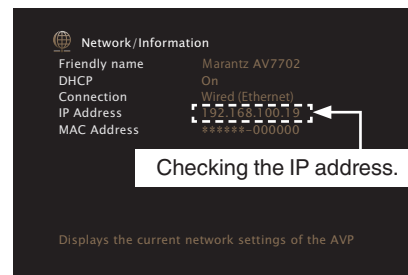 Network/Information
Friendly name Marantz AV7702
DHCP On
Connection Wired (Ethernet)
IP Address 192.168.100.19
MAC Address ******-000000
Checking the IP address.
Displays the current network settings of the AVP